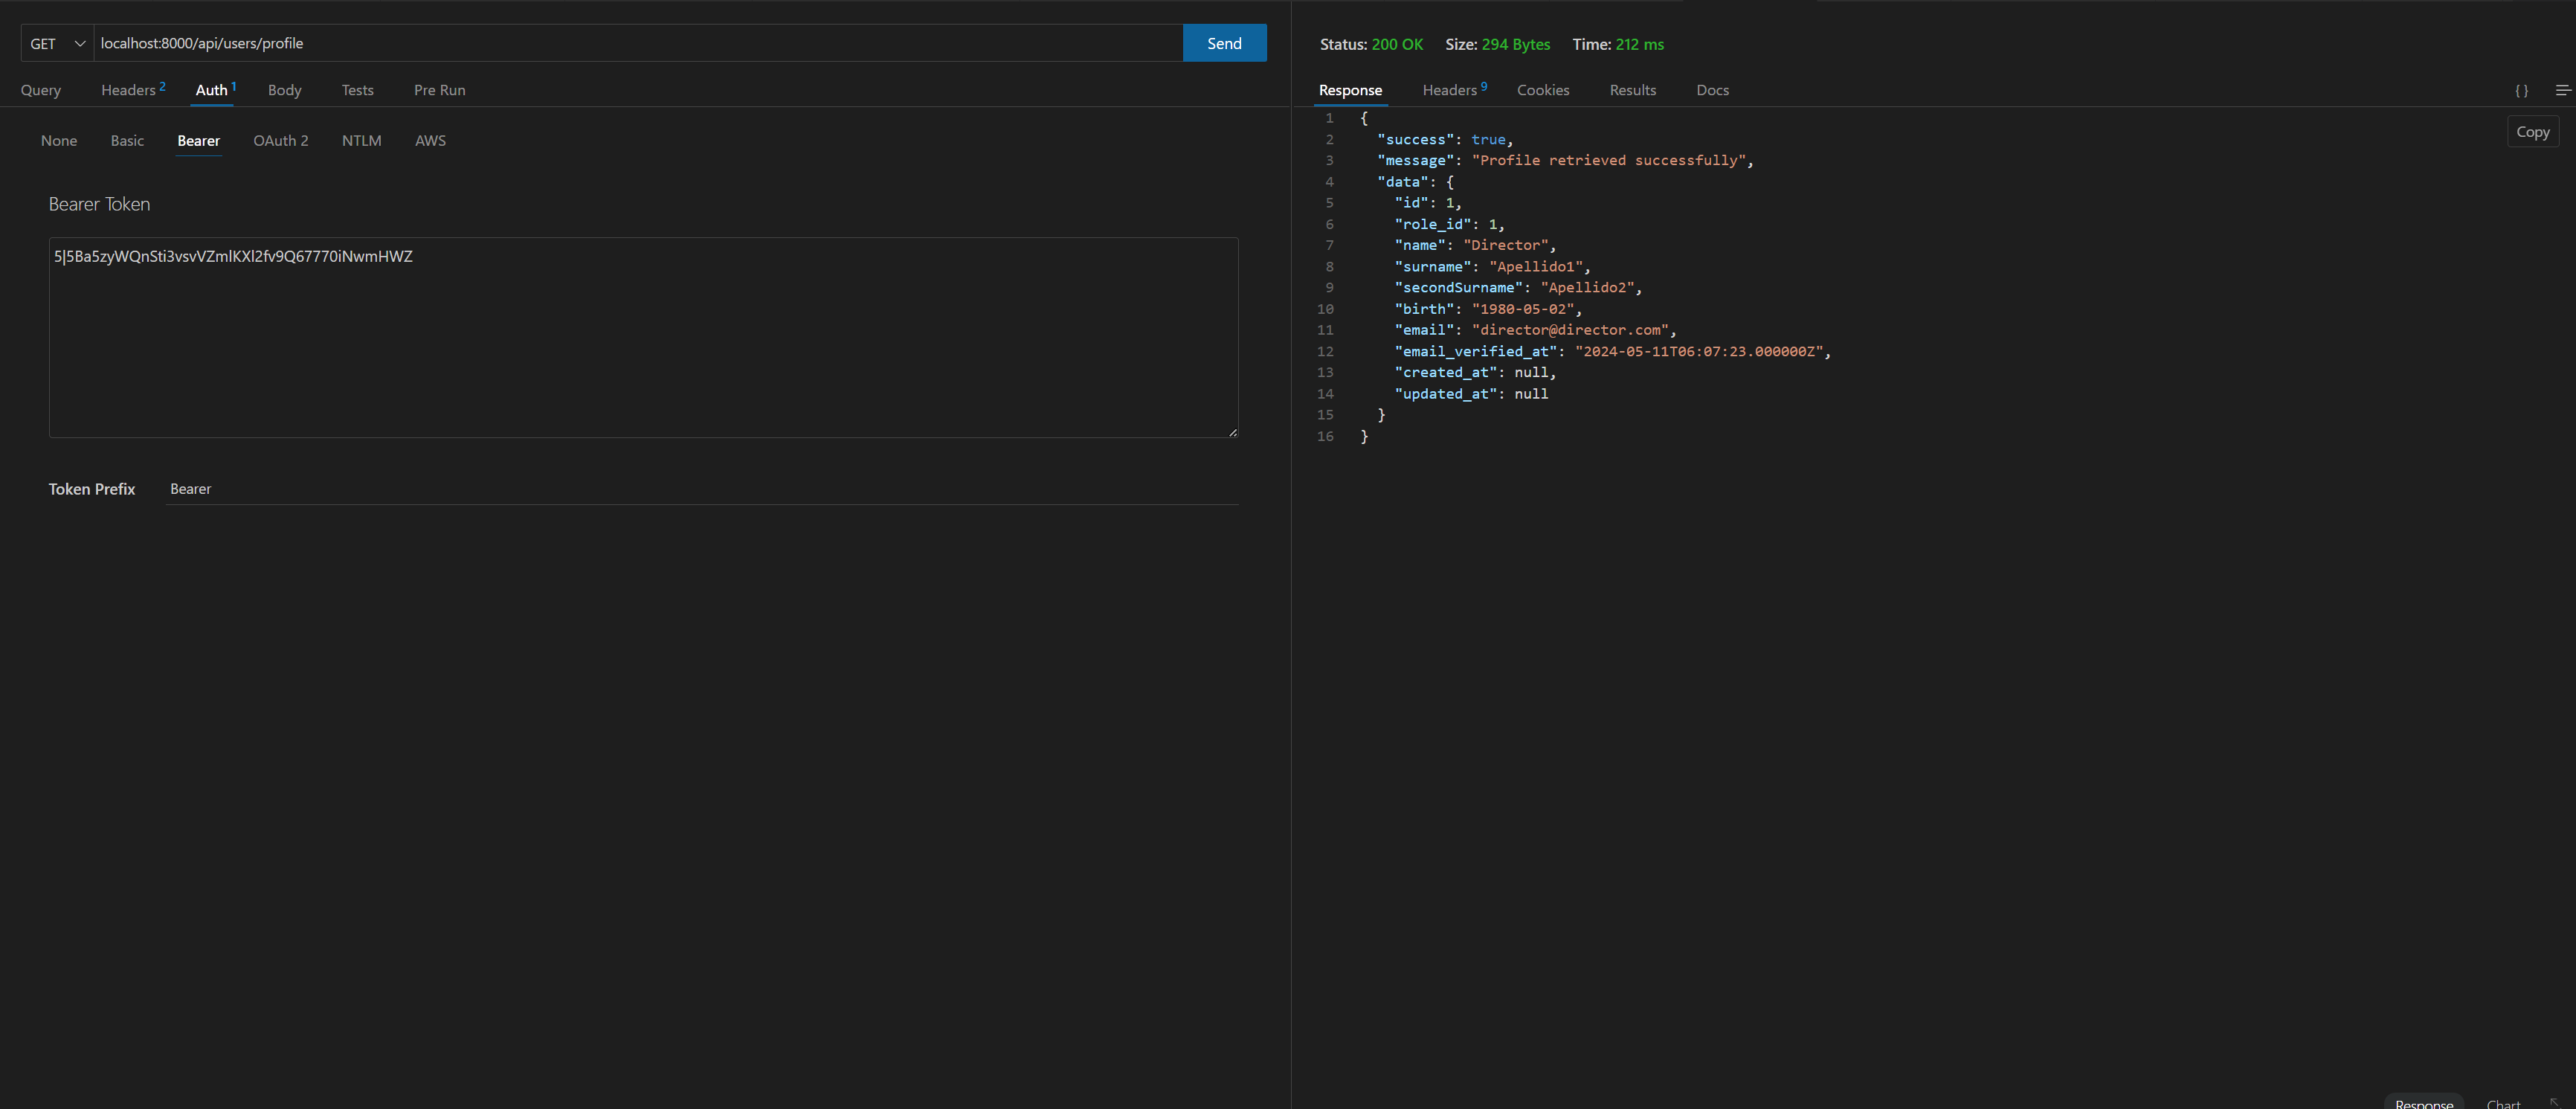 GET localhost:8000/api/users/profile Send
Query Headers 2 Auth 1 Body Tests Pre Run
None Basic Bearer OAuth 2 NTLM AWS
Bearer Token
5|5Ba5zyWQnSti3vsvVZmlKXl2fv9Q67770iNwmHWZ
Token Prefix Bearer
Status: 200 OK Size: 294 Bytes Time: 212 ms
Response Headers 9 Cookies Results Docs { }
Copy
1 {
2 "success": true,
3 "message": "Profile retrieved successfully",
4 "data": {
5 "id": 1,
6 "role_id": 1,
7 "name": "Director",
8 "surname": "Apellido1",
9 "secondSurname": "Apellido2",
10 "birth": "1980-05-02",
11 "email": "director@director.com",
12 "email_verified_at": "2024-05-11T06:07:23.000000Z",
13 "created_at": null,
14 "updated_at": null
15 }
16 }
Response Chart